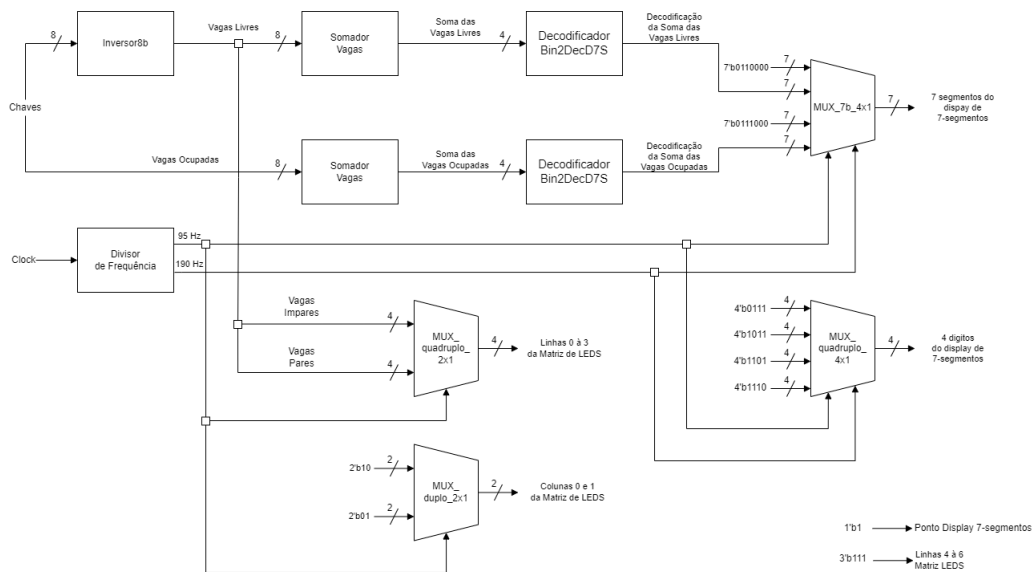 8
Inversor8b
Vagas Livres
8
Somador
Vagas
Soma das
Vagas Livres
4
Decodificador
Bin2DecD7S
Decodificação
da Soma das
Vagas Livres
7'b0110000
7
7
7'b0111000
7
7
MUX_7b_4x1
7
7 segmentos do
dispay de
7-segmentos
Chaves
Vagas Ocupadas
8
Somador
Vagas
Soma das
Vagas Ocupadas
4
Decodificador
Bin2DecD7S
Decodificação
da Soma das
Vagas Ocupadas
Clock
Divisor
de Frequência
95 Hz
190 Hz
Vagas
Impares
4
Vagas
Pares
4
MUX_
quadruplo_
2x1
4
Linhas 0 à 3
da Matriz de LEDS
4'b0111
4
4'b1011
4
4'b1101
4
4'b1110
4
MUX_
quadruplo_
4x1
4
4 digitos
do display de
7-segmentos
2'b10
2
2'b01
2
MUX_
duplo_2x1
2
Colunas 0 e 1
da Matriz de LEDS
1'b1
Ponto Display 7-segmentos
3'b111
Linhas 4 à 6
Matriz LEDS